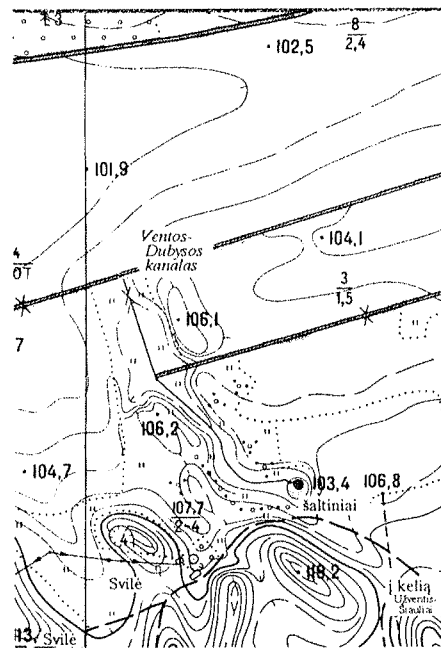 1 3
102,5
8
2,4
101,9
Ventos-
Dubysos
kanalas
104,1
4
3
1,5
106,1
7
106,2
104,7
103,4
106,8
šaltiniai
107,7
2-4
118,2
Svilė
į kelią
Užventis-
Šiauliai
Svilė